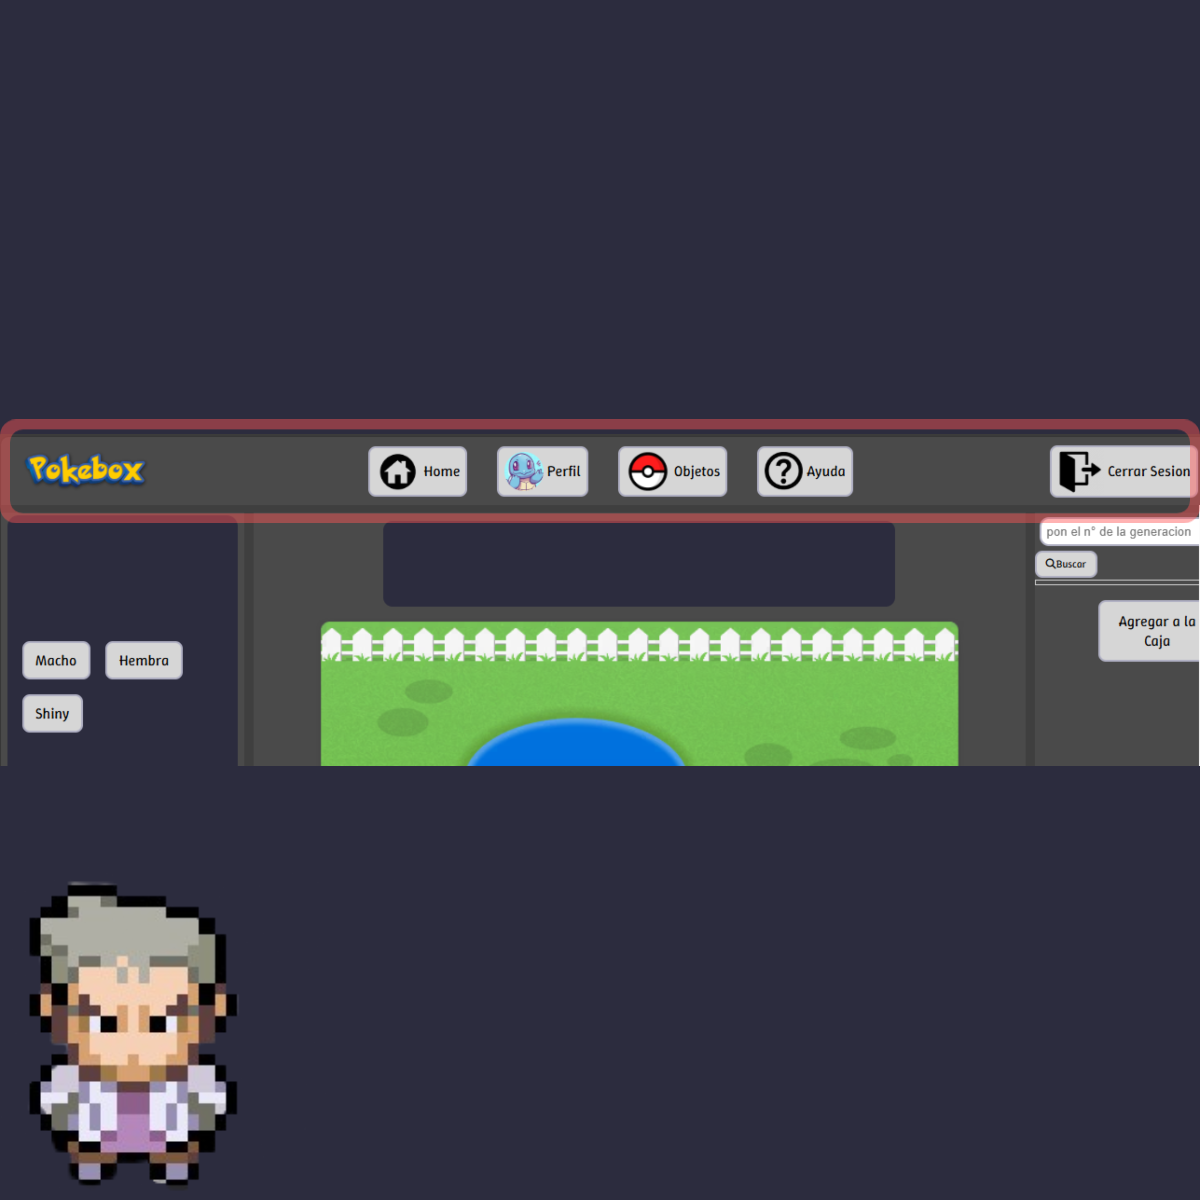 Pokebox
Home
Perfil
Objetos
Ayuda
Cerrar Sesion
pon el n° de la generacion
Buscar
Agregar a la
Caja
Macho
Hembra
Shiny